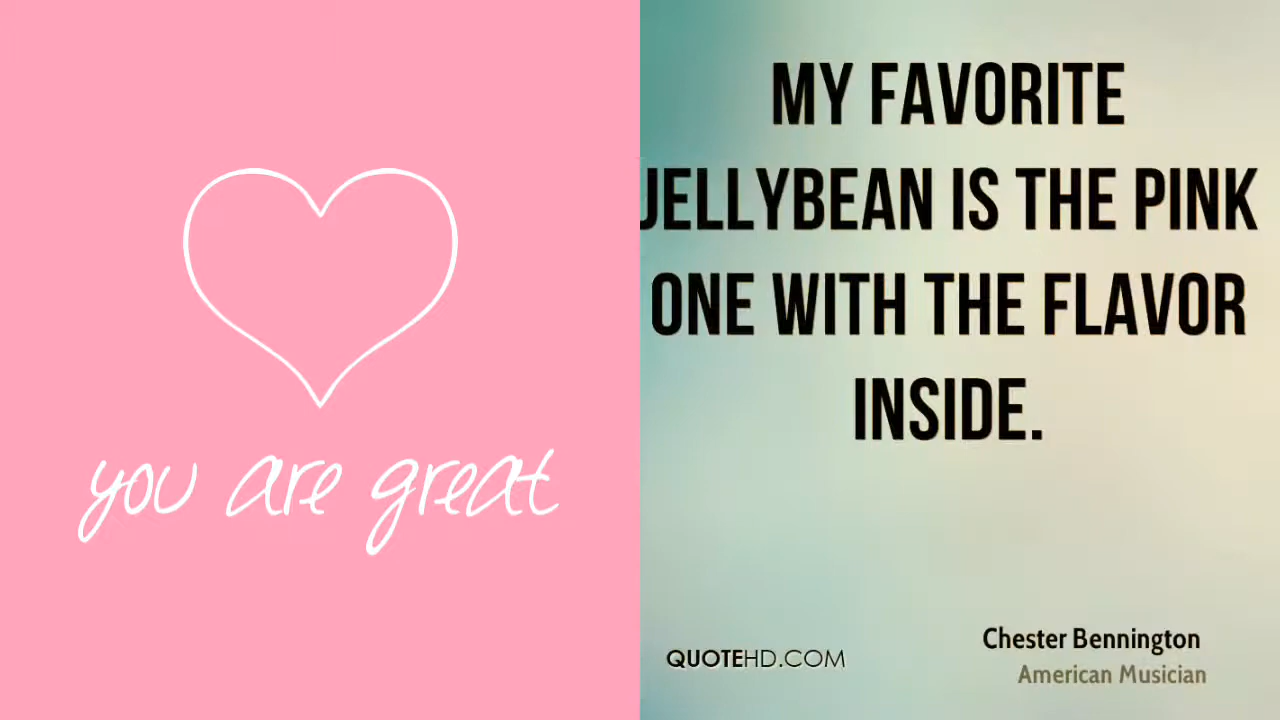 you are great
MY FAVORITE
JELLYBEAN IS THE PINK
ONE WITH THE FLAVOR
INSIDE.
Chester Bennington
QUOTEHD.COM
American Musician